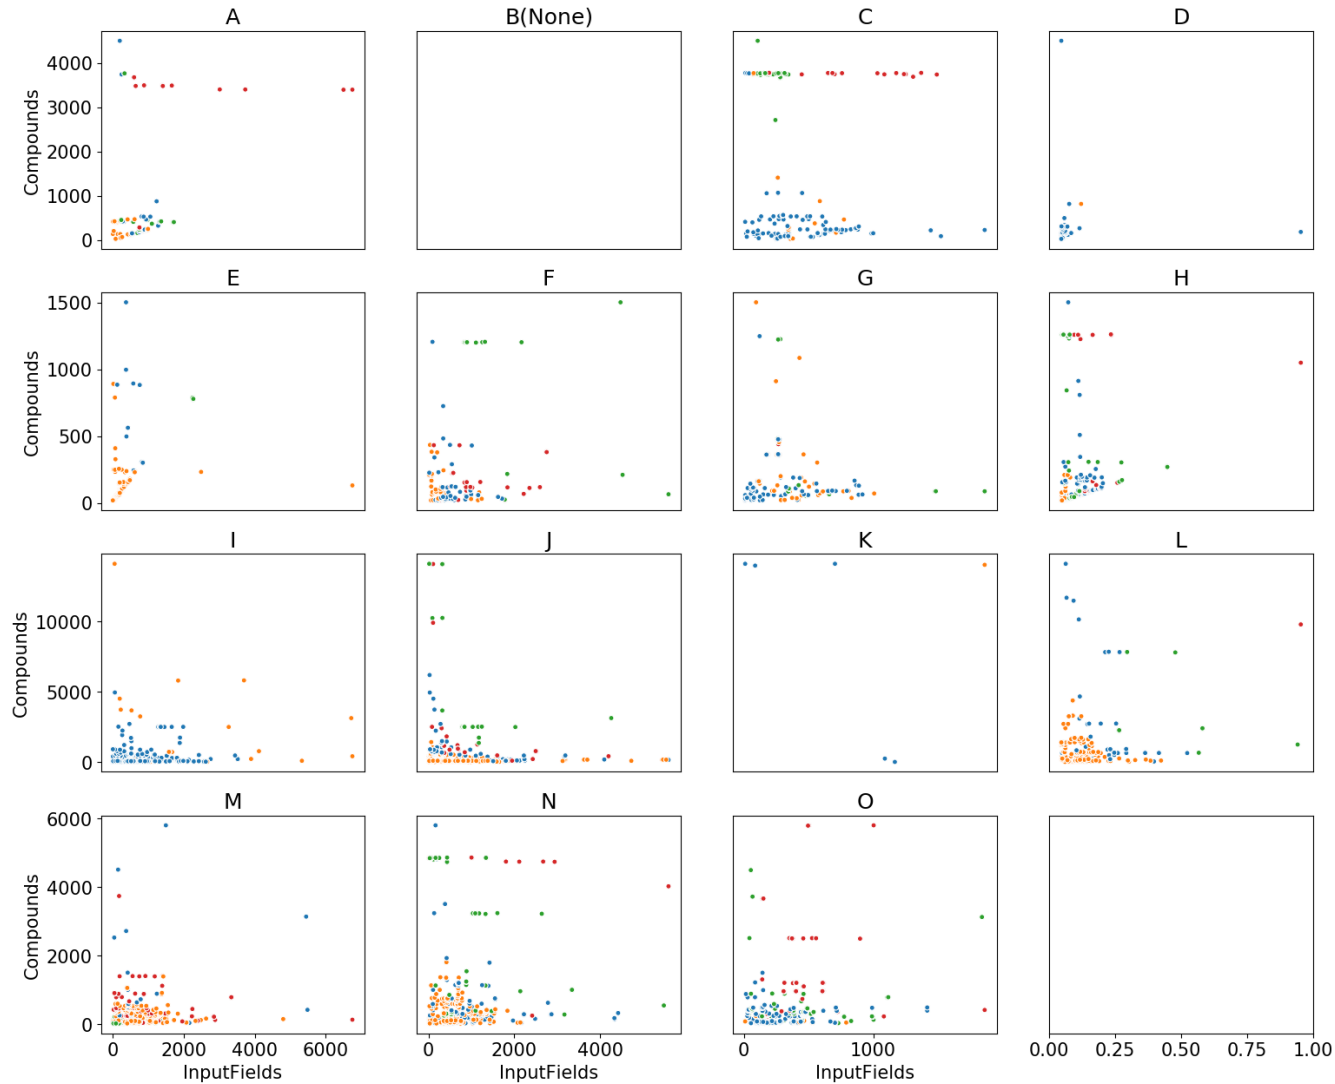 A B(None) C D
Compounds
4000
3000
2000
1000
0
E F G H
Compounds
1500
1000
500
0
I J K L
Compounds
10000
5000
0
M N O
Compounds
6000
4000
2000
0
0 2000 4000 6000 0 2000 4000 0 1000 0.00 0.25 0.50 0.75 1.00
InputFields InputFields InputFields